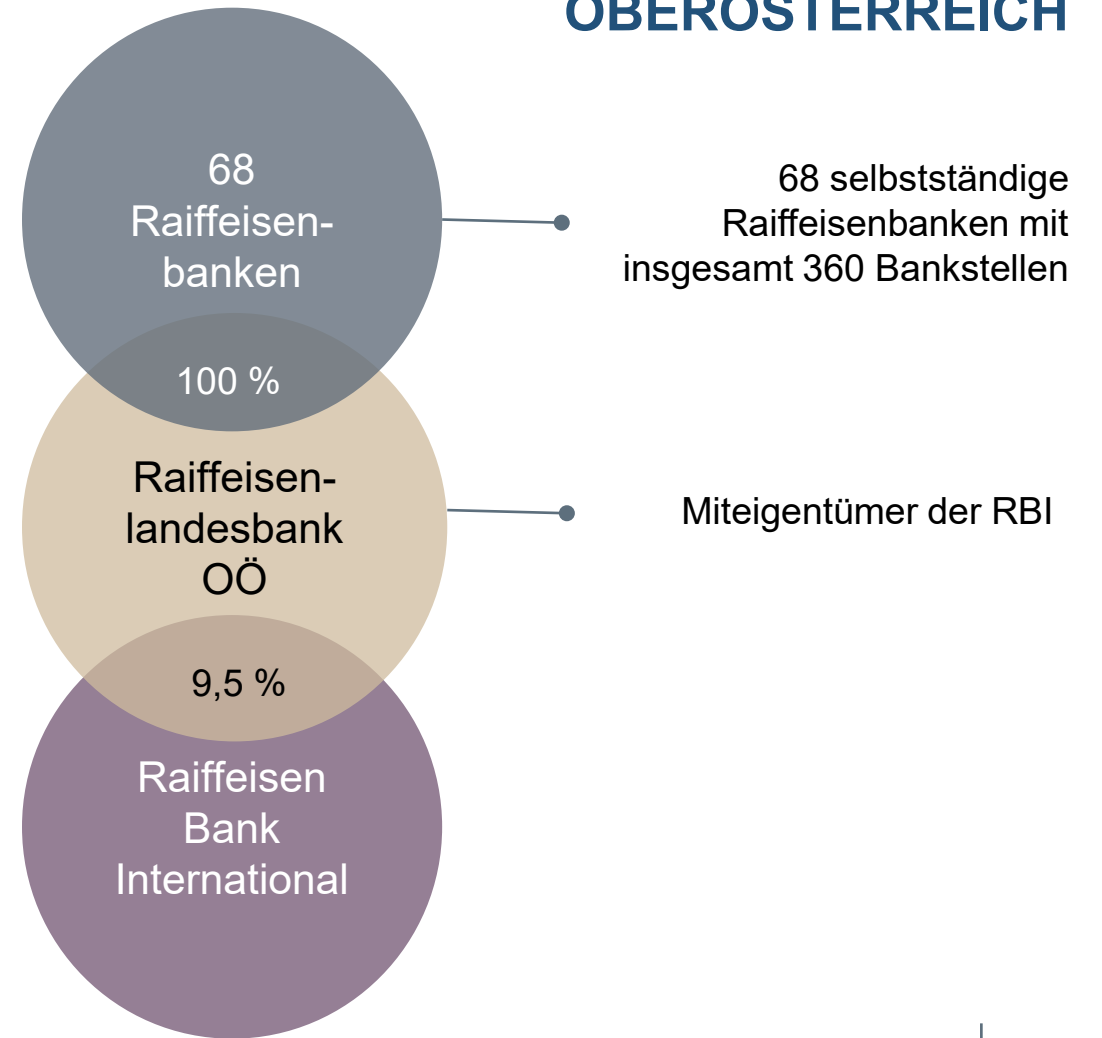 OBERÖSTERREICH
68
Raiffeisen-
banken
68 selbstständige
Raiffeisenbanken mit
insgesamt 360 Bankstellen
100 %
Raiffeisen-
landesbank
OÖ
Miteigentümer der RBI
9,5 %
Raiffeisen
Bank
International